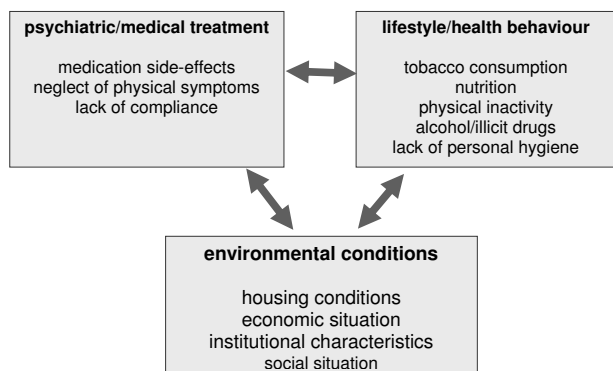 psychiatric/medical treatment
medication side-effects
neglect of physical symptoms
lack of compliance
lifestyle/health behaviour
tobacco consumption
nutrition
physical inactivity
alcohol/illicit drugs
lack of personal hygiene
environmental conditions
housing conditions
economic situation
institutional characteristics
social situation